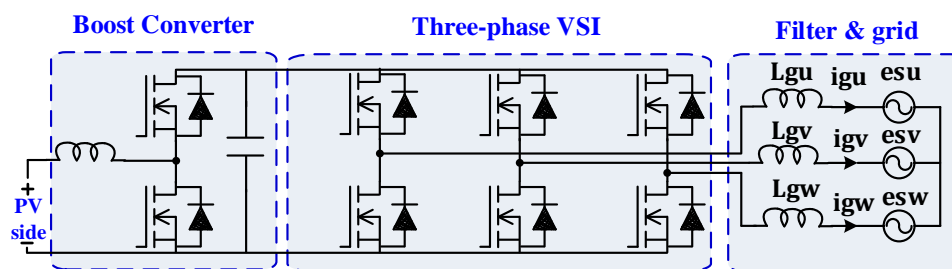 Boost Converter
Three-phase VSI
Filter & grid
Lgu igu esu
Lgv igv esv
Lgw igw esw
+
PV
side
−